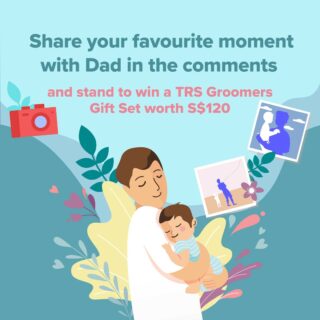 Share your favourite moment
with Dad in the comments
and stand to win a TRS Groomers
Gift Set worth S$120